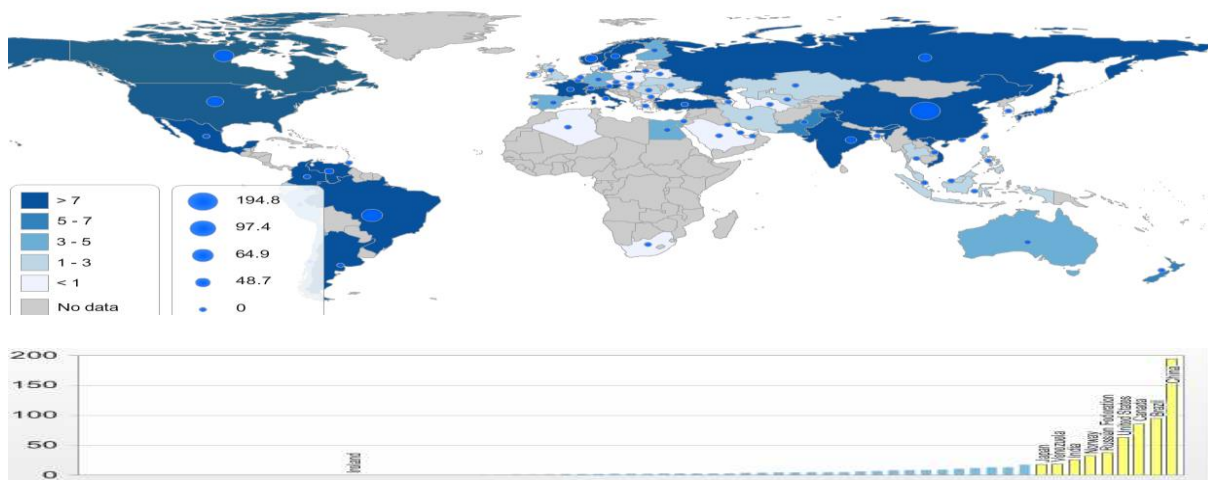 > 7
5 - 7
3 - 5
1 - 3
< 1
No data
194.8
97.4
64.9
48.7
0
200
150
100
50
0
Ireland
Japan
Venezuela
India
Norway
Russian Federation
United States
Canada
Brazil
China